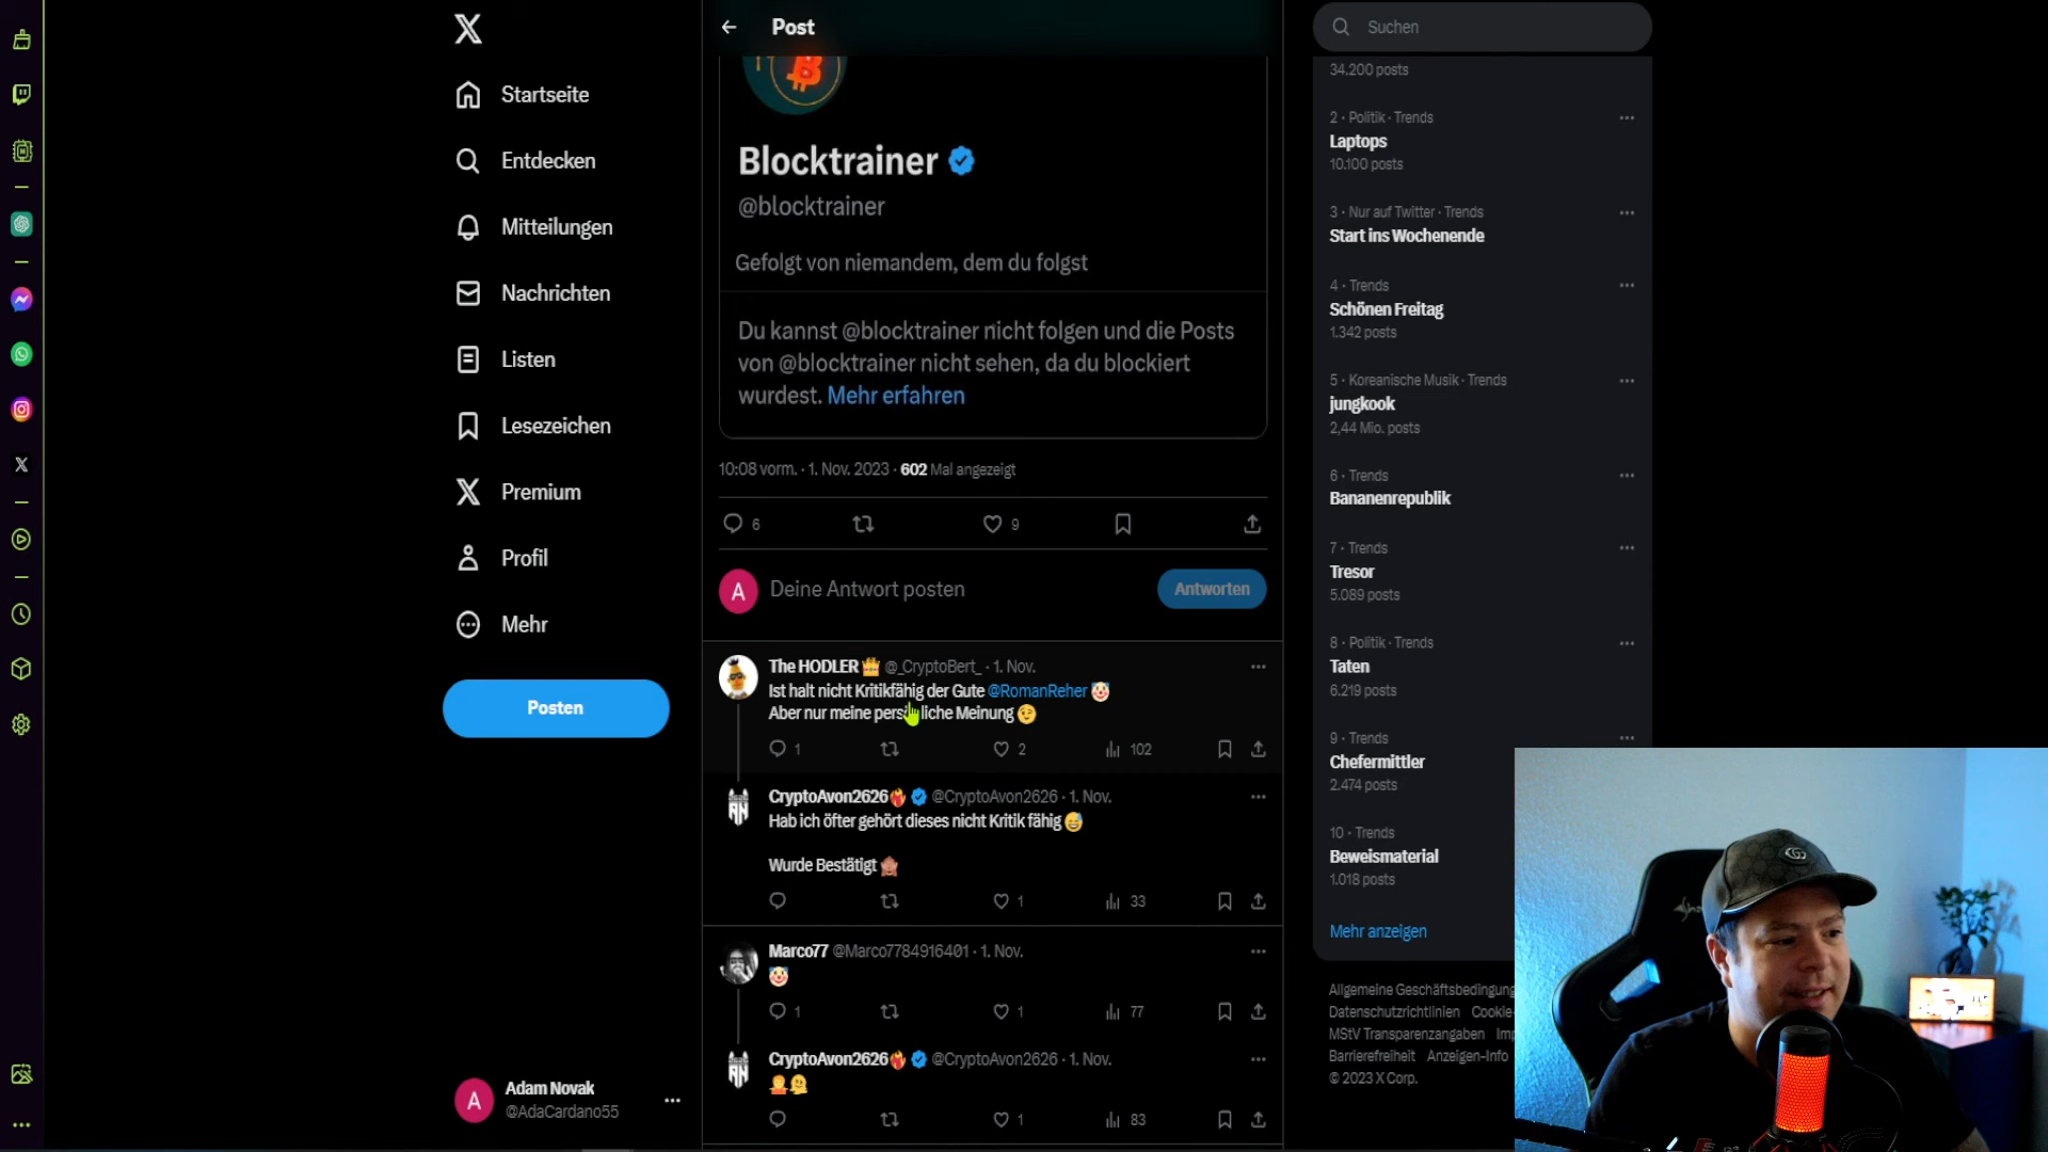 Post
Suchen
Startseite
Entdecken
Mitteilungen
Nachrichten
Listen
Lesezeichen
Premium
Profil
Mehr
Posten
Adam Novak
@AdaCardano55
A
Blocktrainer
@blocktrainer
Gefolgt von niemandem, dem du folgst
Du kannst @blocktrainer nicht folgen und die Posts
von @blocktrainer nicht sehen, da du blockiert
wurdest. Mehr erfahren
10:08 vorm. · 1. Nov. 2023 · 602 Mal angezeigt
6
9
A
Deine Antwort posten
Antworten
The HODLER 👑 @_CryptoBert_ · 1. Nov.
Ist halt nicht Kritikfähig der Gute @RomanReher 🤡
Aber nur meine persönliche Meinung 😉
1
2
102
CryptoAvon2626❤️‍🔥 @CryptoAvon2626 · 1. Nov.
Hab ich öfter gehört dieses nicht Kritik fähig 😅
Wurde Bestätigt 🙈
1
33
Marco77 @Marco7784916401 · 1. Nov.
🤡
1
1
77
CryptoAvon2626❤️‍🔥 @CryptoAvon2626 · 1. Nov.
1
83
34.200 posts
2 · Politik · Trends
Laptops
10.100 posts
3 · Nur auf Twitter · Trends
Start ins Wochenende
4 · Trends
Schönen Freitag
1.342 posts
5 · Koreanische Musik · Trends
jungkook
2,44 Mio. posts
6 · Trends
Bananenrepublik
7 · Trends
Tresor
5.089 posts
8 · Politik · Trends
Taten
6.219 posts
9 · Trends
Chefermittler
2.474 posts
10 · Trends
Beweismaterial
1.018 posts
Mehr anzeigen
Allgemeine Geschäftsbedingung
Datenschutzrichtlinien Cookie-
MStV Transparenzangaben Im
Barrierefreiheit Anzeigen-Info
© 2023 X Corp.